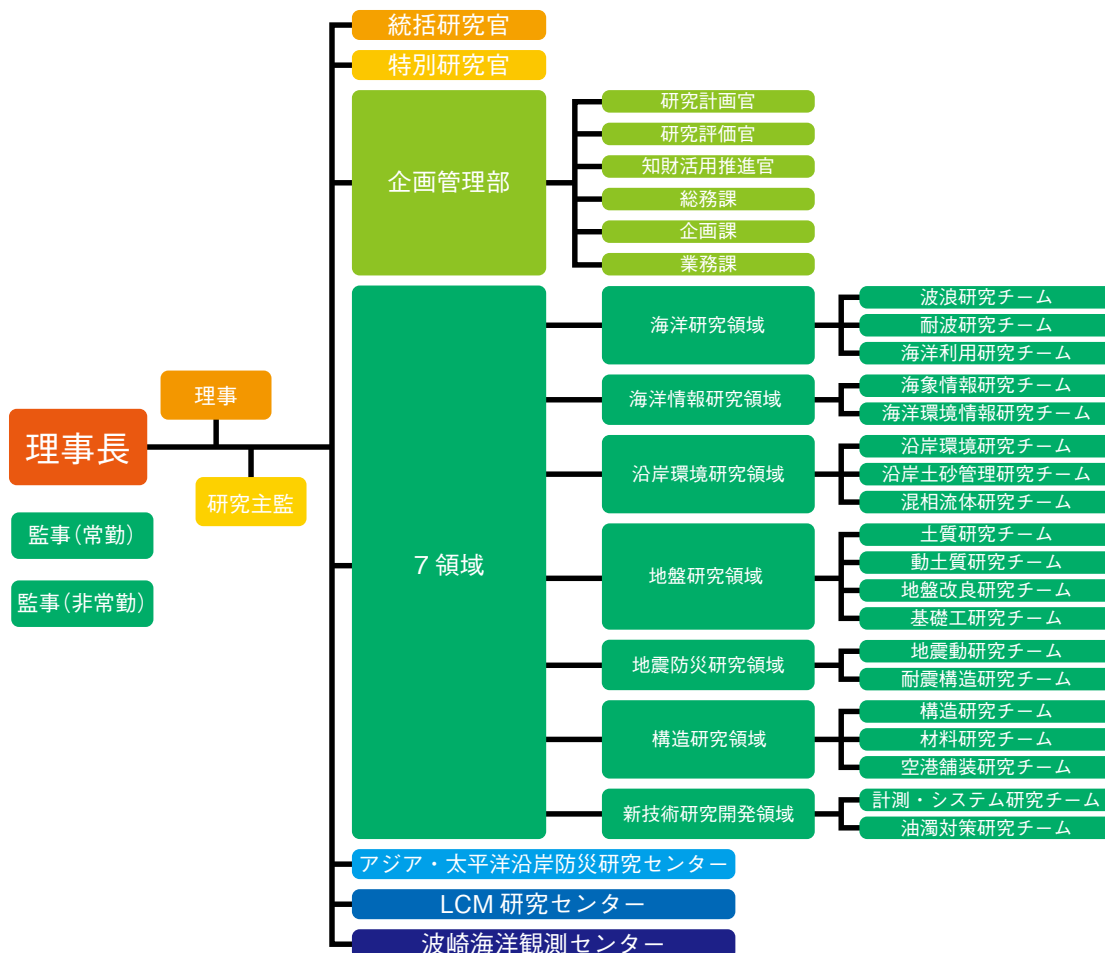 統括研究官
特別研究官
企画管理部
研究計画官
研究評価官
知財活用推進官
総務課
企画課
業務課
理事長
理事
研究主監
監事(常勤)
監事(非常勤)
7領域
海洋研究領域
波浪研究チーム
耐波研究チーム
海洋利用研究チーム
海洋情報研究領域
海象情報研究チーム
海洋環境情報研究チーム
沿岸環境研究領域
沿岸環境研究チーム
沿岸土砂管理研究チーム
混相流体研究チーム
地盤研究領域
土質研究チーム
動土質研究チーム
地盤改良研究チーム
基礎工研究チーム
地震防災研究領域
地震動研究チーム
耐震構造研究チーム
構造研究領域
構造研究チーム
材料研究チーム
空港舗装研究チーム
新技術研究開発領域
計測・システム研究チーム
油濁対策研究チーム
アジア・太平洋沿岸防災研究センター
LCM研究センター
波崎海洋観測センター